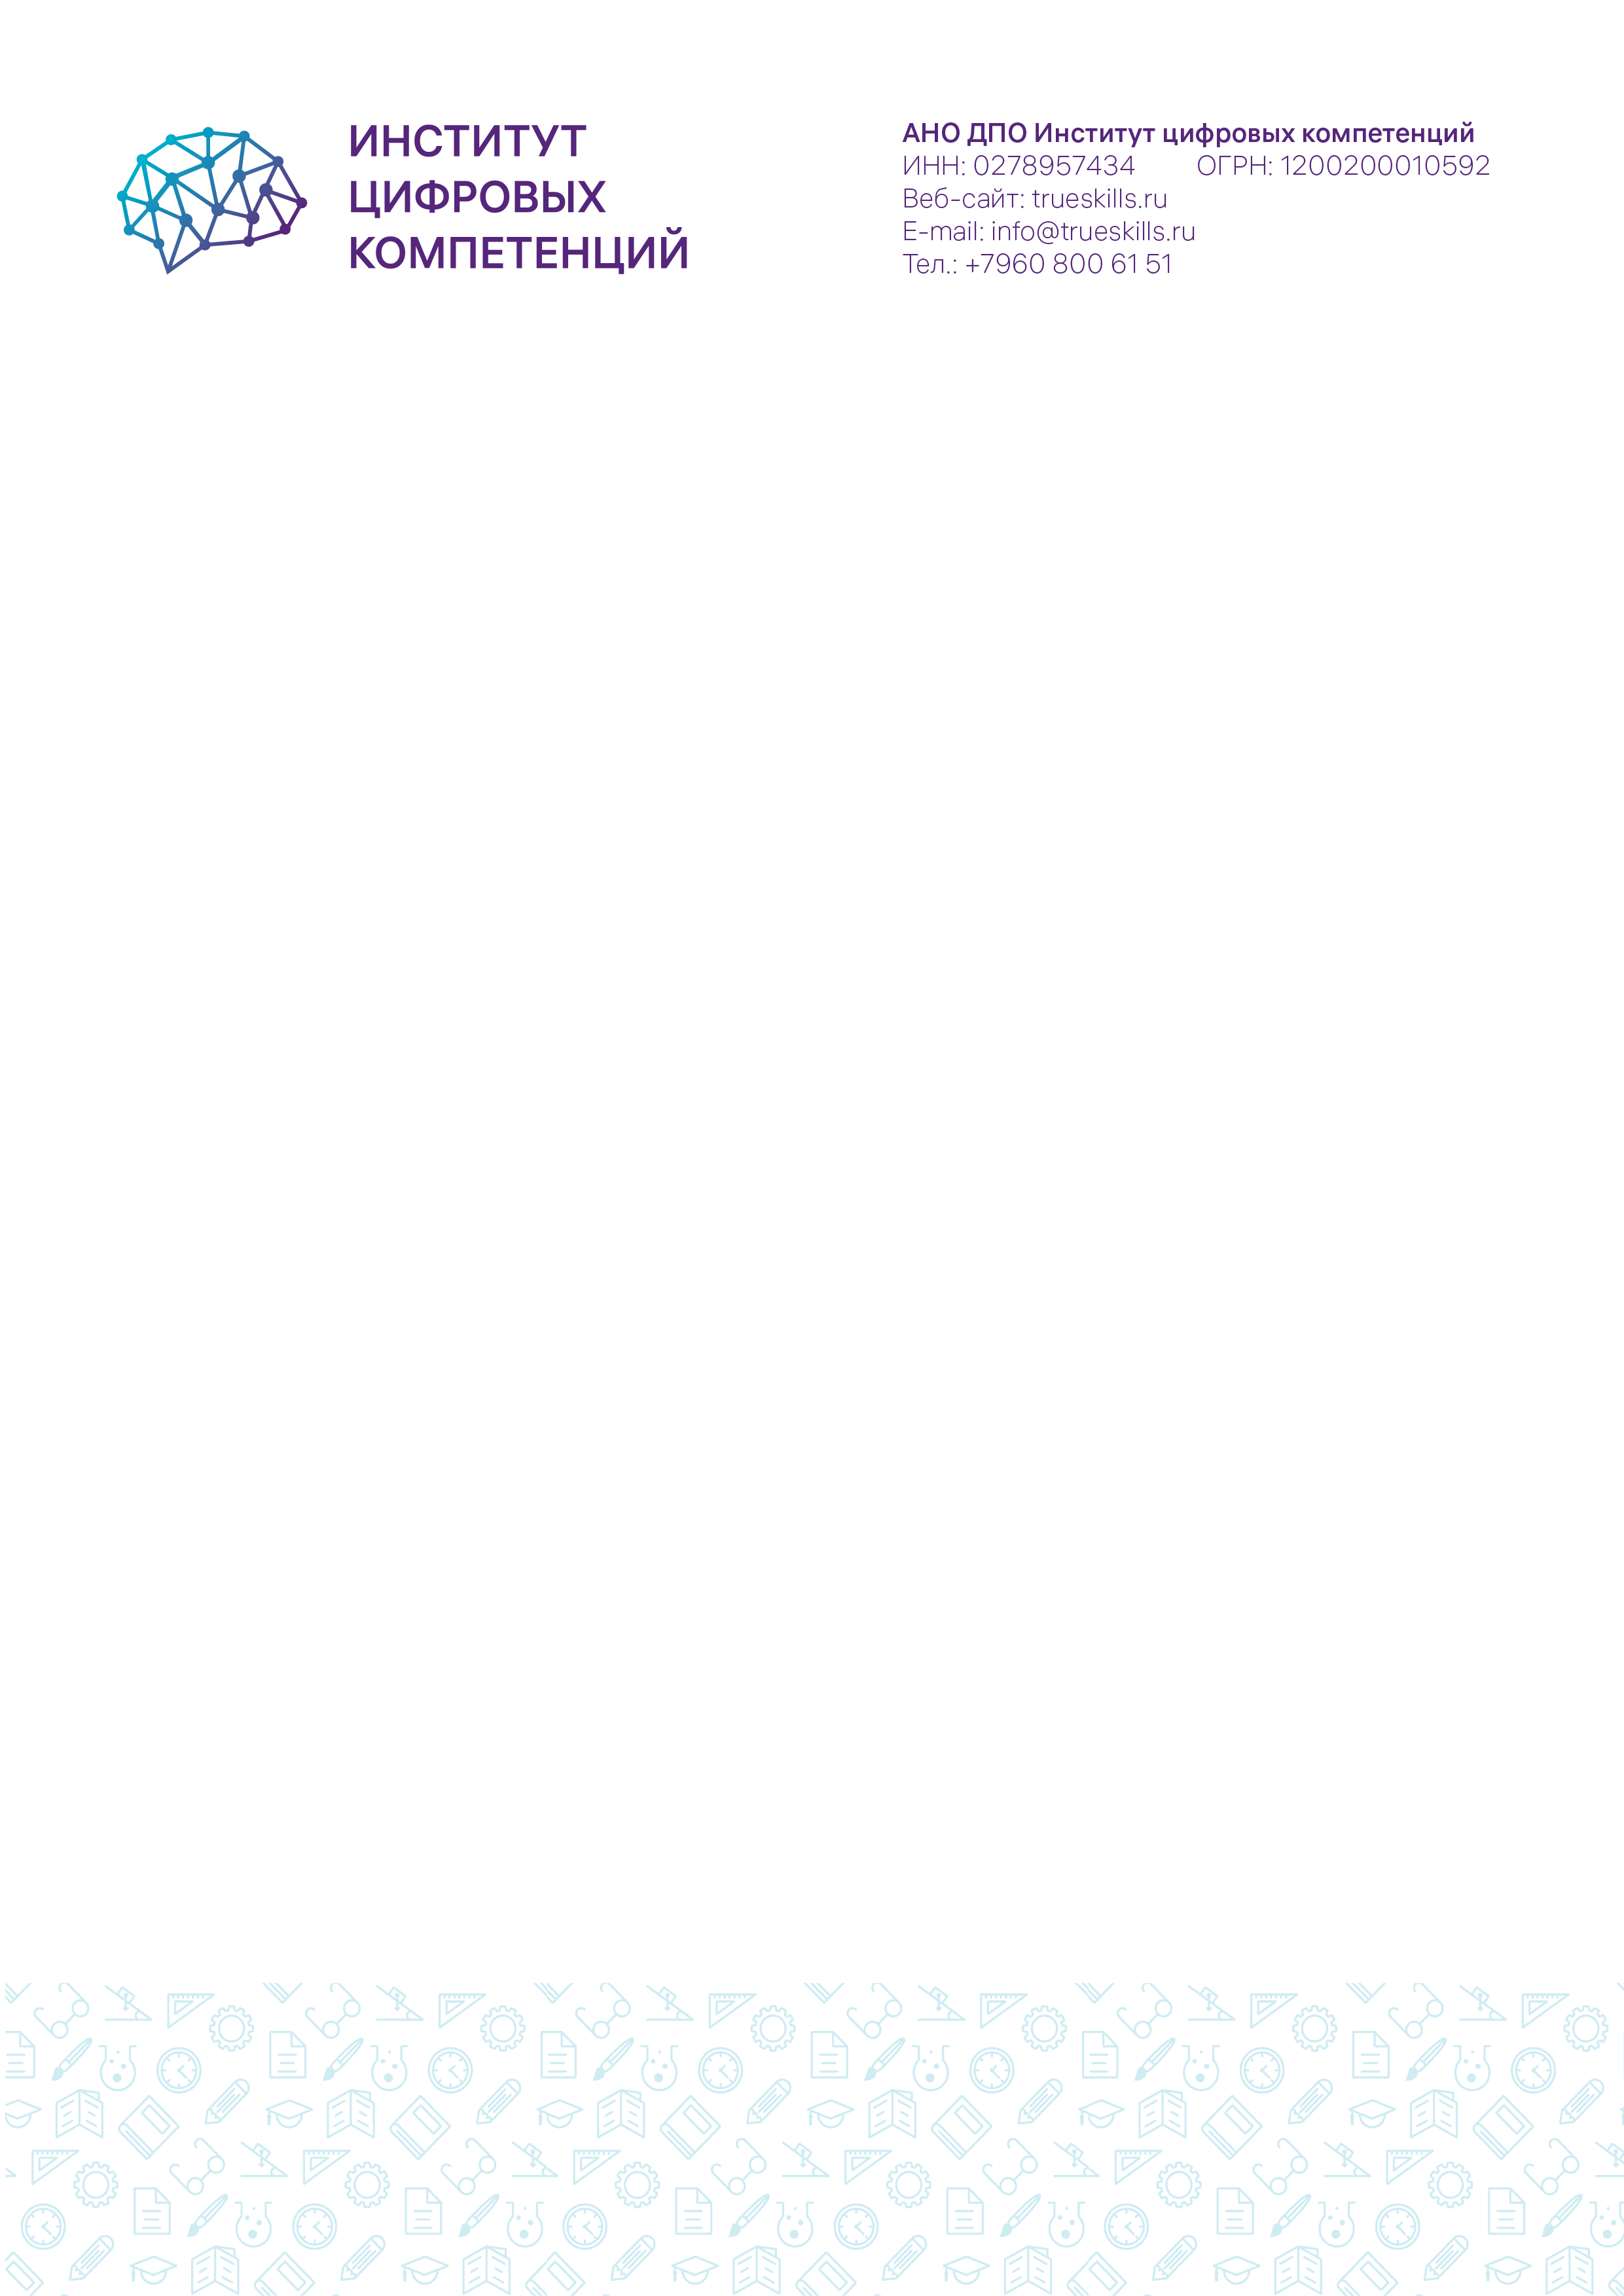 ИНСТИТУТ
ЦИФРОВЫХ
КОМПЕТЕНЦИЙ
АНО ДПО Институт цифровых компетенций
ИНН: 0278957434 ОГРН: 1200200010592
Веб-сайт: trueskills.ru
E-mail: info@trueskills.ru
Тел.: +7960 800 61 51